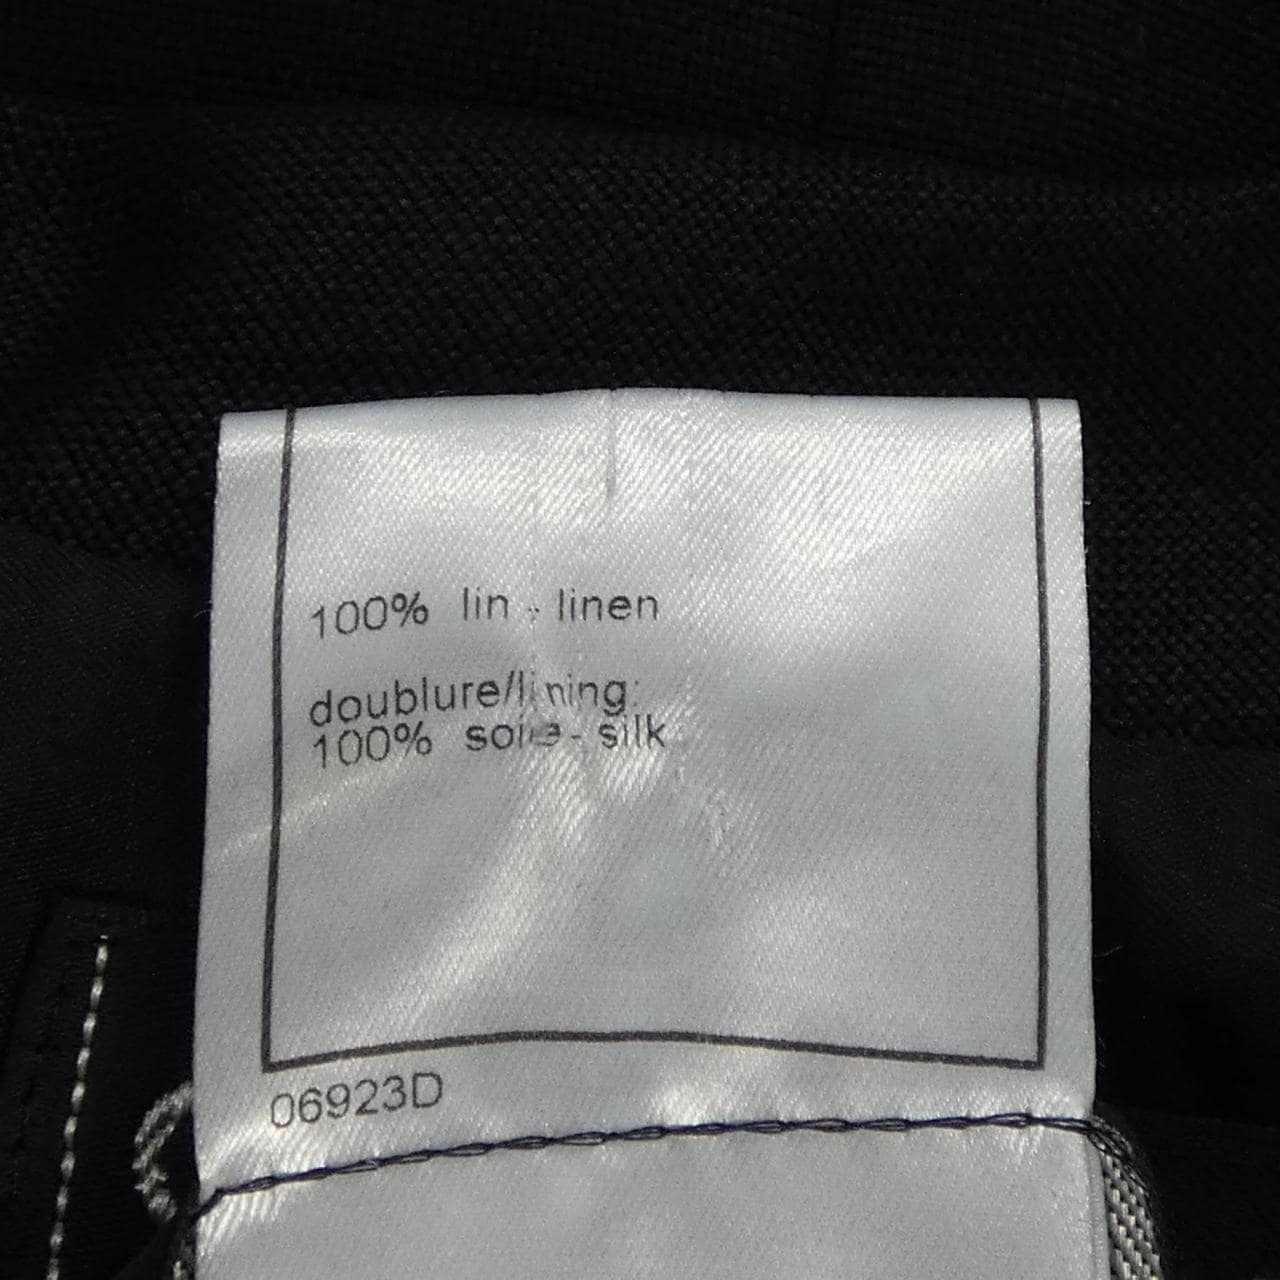 100% lin - linen
doublure/lining:
100% soie - silk
06923D